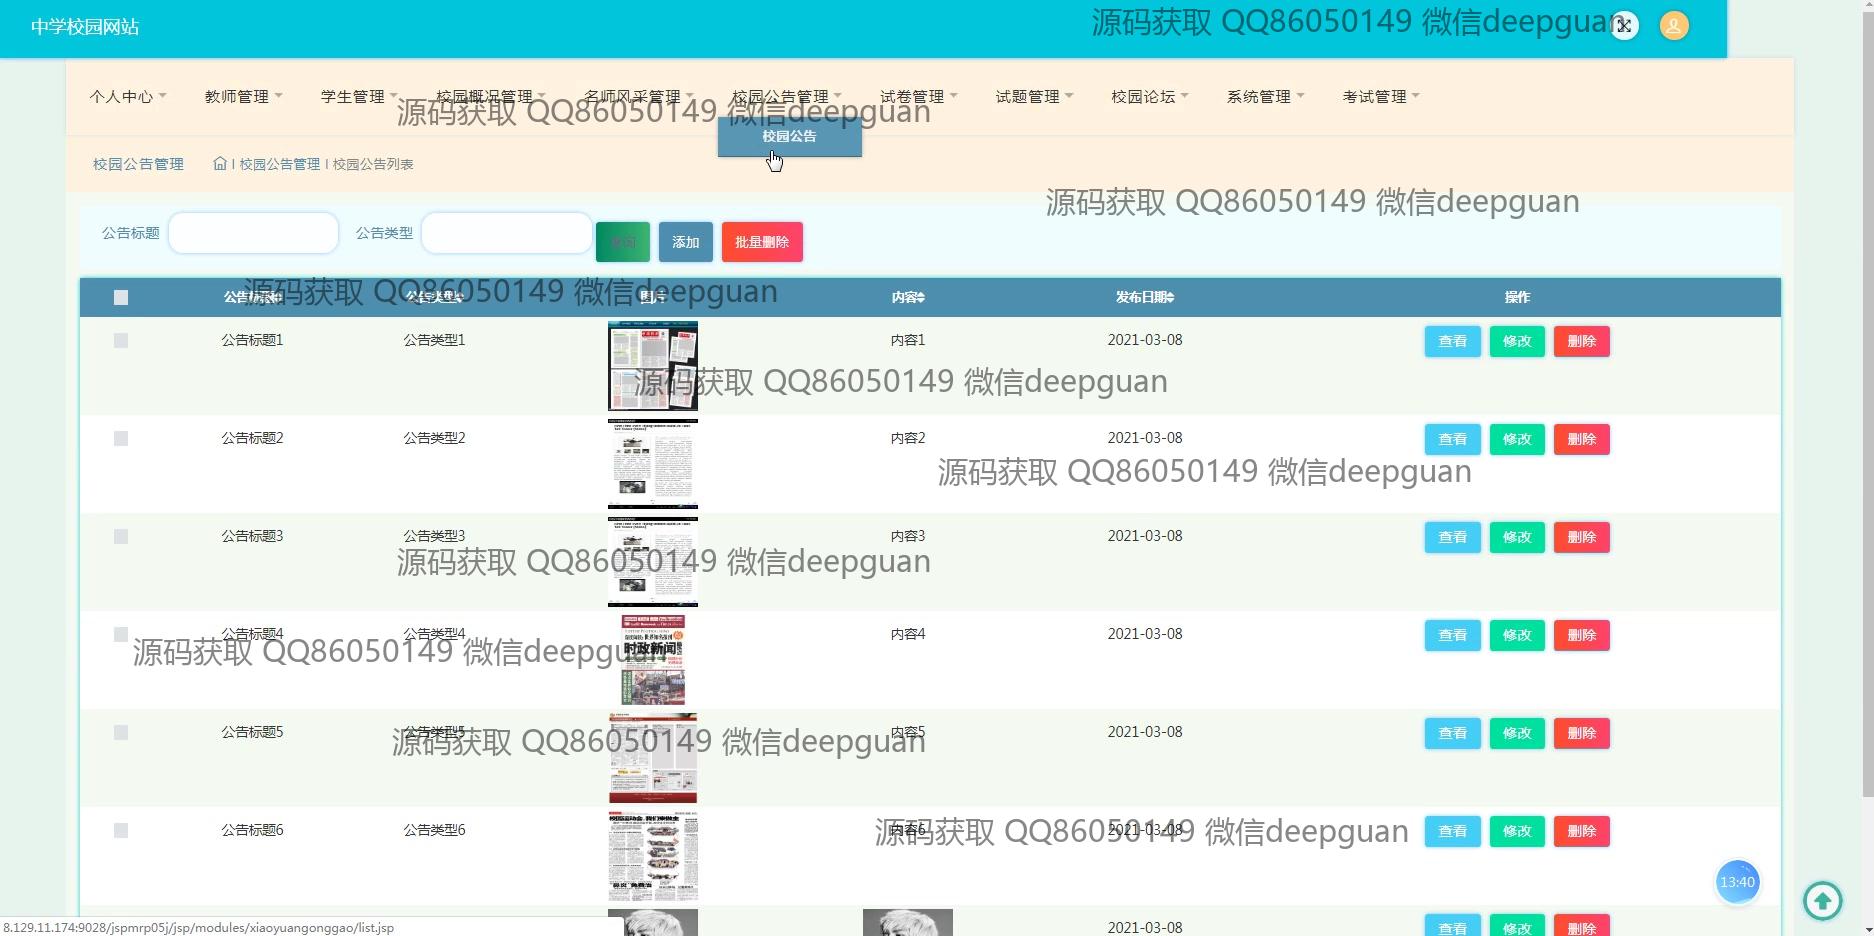 中学校园网站
源码获取 QQ86050149 微信deepguan
个人中心 教师管理 学生管理 校园概况管理 名师风采管理 校园公告管理 试卷管理 试题管理 校园论坛 系统管理 考试管理
源码获取 QQ86050149 微信deepguan
校园公告
校园公告管理 校园公告管理 校园公告列表
源码获取 QQ86050149 微信deepguan
公告标题 公告类型 查询 添加 批量删除
源码获取 QQ86050149 微信deepguan
公告标题 公告类型 图片 内容 发布日期 操作
公告标题1 公告类型1 内容1 2021-03-08 查看 修改 删除
源码获取 QQ86050149 微信deepguan
公告标题2 公告类型2 内容2 2021-03-08 查看 修改 删除
源码获取 QQ86050149 微信deepguan
公告标题3 公告类型3 内容3 2021-03-08 查看 修改 删除
源码获取 QQ86050149 微信deepguan
公告标题4 公告类型4 内容4 2021-03-08 查看 修改 删除
时政新闻
源码获取 QQ86050149 微信deepguan
公告标题5 公告类型5 内容5 2021-03-08 查看 修改 删除
源码获取 QQ86050149 微信deepguan
公告标题6 公告类型6 内容6 2021-03-08 查看 修改 删除
源码获取 QQ86050149 微信deepguan
13:40
2021-03-08 查看 修改 删除
8.129.11.174:9028/jspmrp05j/jsp/modules/xiaoyuangonggao/list.jsp